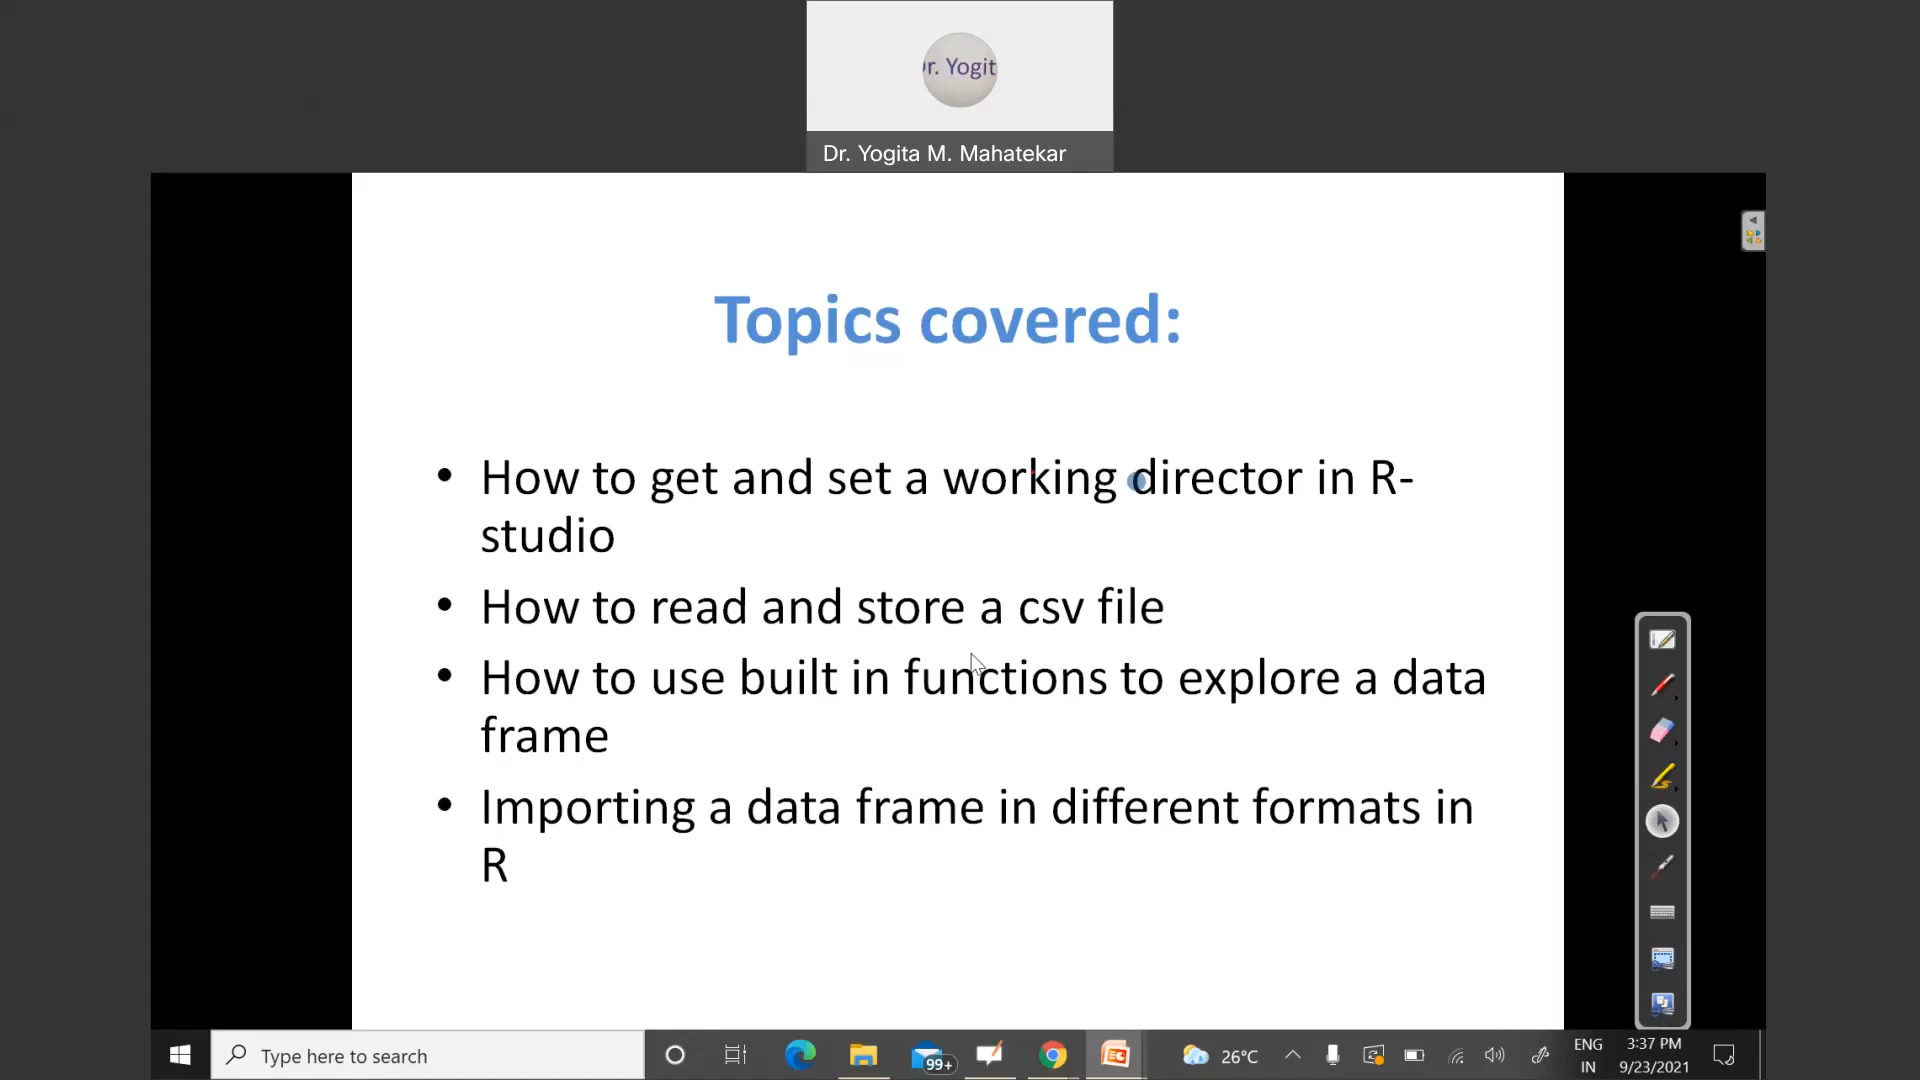 Dr. Yogit
Dr. Yogita M. Mahatekar
Topics covered:
• How to get and set a working director in R-
studio
• How to read and store a csv file
• How to use built in functions to explore a data
frame
• Importing a data frame in different formats in
R
Type here to search
99+
26°C
ENG
IN
3:37 PM
9/23/2021